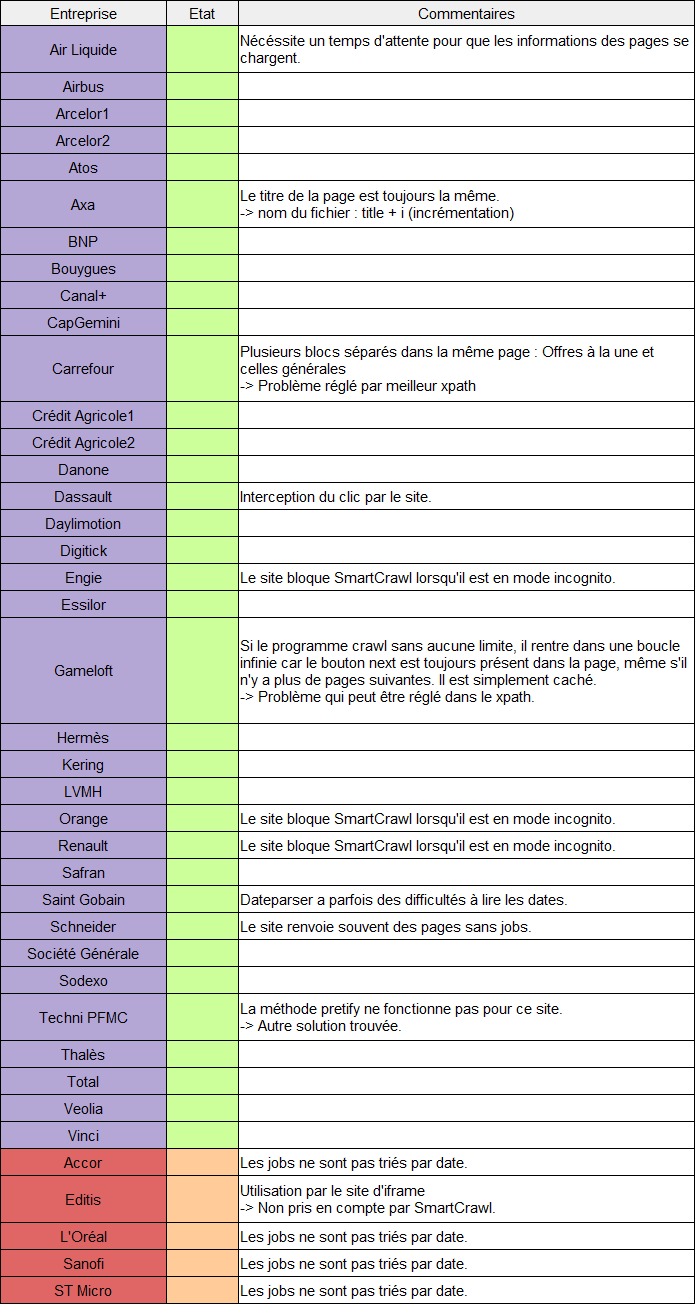 Entreprise Etat Commentaires
Air Liquide
Nécéssite un temps d'attente pour que les informations des pages se
chargent.
Airbus
Arcelor1
Arcelor2
Atos
Axa
Le titre de la page est toujours la même.
-> nom du fichier : title + i (incrémentation)
BNP
Bouygues
Canal+
CapGemini
Carrefour
Plusieurs blocs séparés dans la même page : Offres à la une et
celles générales
-> Problème réglé par meilleur xpath
Crédit Agricole1
Crédit Agricole2
Danone
Dassault Interception du clic par le site.
Daylimotion
Digitick
Engie Le site bloque SmartCrawl lorsqu'il est en mode incognito.
Essilor
Gameloft
Si le programme crawl sans aucune limite, il rentre dans une boucle
infinie car le bouton next est toujours présent dans la page, même s'il
n'y a plus de pages suivantes. Il est simplement caché.
-> Problème qui peut être réglé dans le xpath.
Hermès
Kering
LVMH
Orange Le site bloque SmartCrawl lorsqu'il est en mode incognito.
Renault Le site bloque SmartCrawl lorsqu'il est en mode incognito.
Safran
Saint Gobain Dateparser a parfois des difficultés à lire les dates.
Schneider Le site renvoie souvent des pages sans jobs.
Société Générale
Sodexo
Techni PFMC
La méthode pretify ne fonctionne pas pour ce site.
-> Autre solution trouvée.
Thalès
Total
Veolia
Vinci
Accor Les jobs ne sont pas triés par date.
Editis
Utilisation par le site d'iframe
-> Non pris en compte par SmartCrawl.
L'Oréal Les jobs ne sont pas triés par date.
Sanofi Les jobs ne sont pas triés par date.
ST Micro Les jobs ne sont pas triés par date.